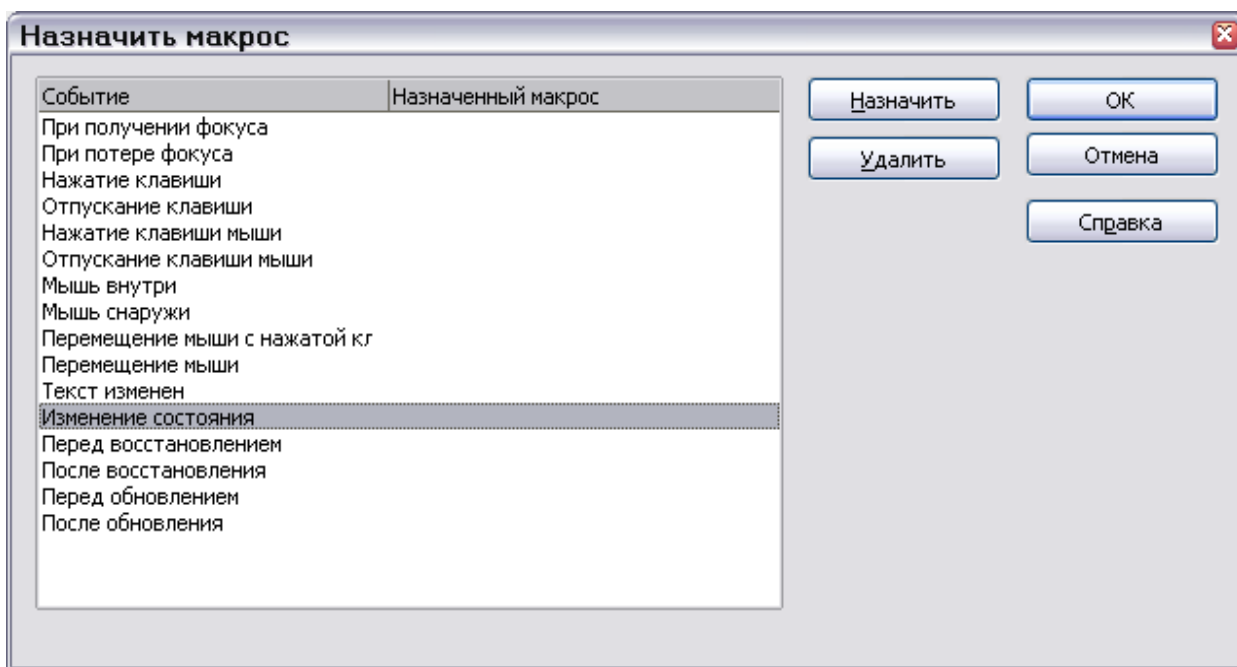 Назначить макрос
Событие Назначенный макрос
При получении фокуса
При потере фокуса
Нажатие клавиши
Отпускание клавиши
Нажатие клавиши мыши
Отпускание клавиши мыши
Мышь внутри
Мышь снаружи
Перемещение мыши с нажатой кл
Перемещение мыши
Текст изменен
Изменение состояния
Перед восстановлением
После восстановления
Перед обновлением
После обновления
Назначить
Удалить
ОК
Отмена
Справка